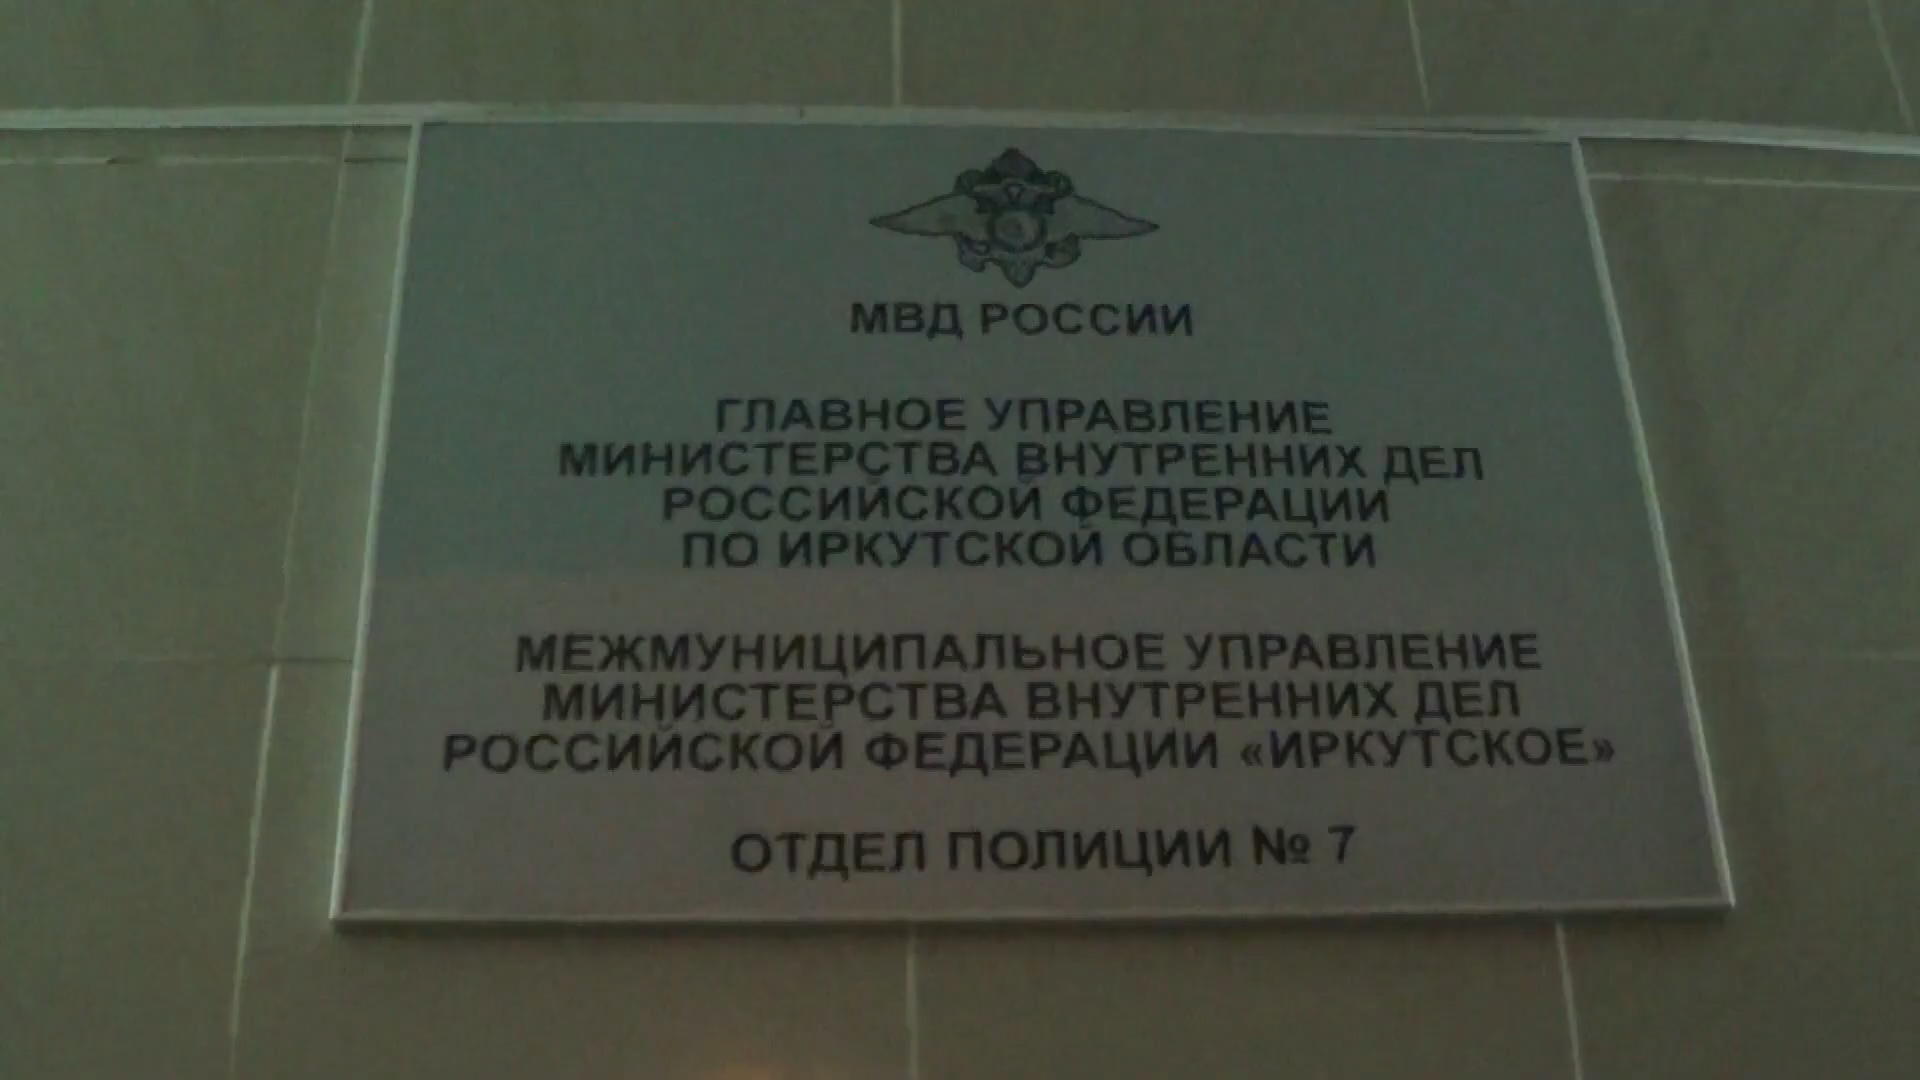 МВД РОССИИ
ГЛАВНОЕ УПРАВЛЕНИЕ
МИНИСТЕРСТВА ВНУТРЕННИХ ДЕЛ
РОССИЙСКОЙ ФЕДЕРАЦИИ
ПО ИРКУТСКОЙ ОБЛАСТИ
МЕЖМУНИЦИПАЛЬНОЕ УПРАВЛЕНИЕ
МИНИСТЕРСТВА ВНУТРЕННИХ ДЕЛ
РОССИЙСКОЙ ФЕДЕРАЦИИ «ИРКУТСКОЕ»
ОТДЕЛ ПОЛИЦИИ № 7